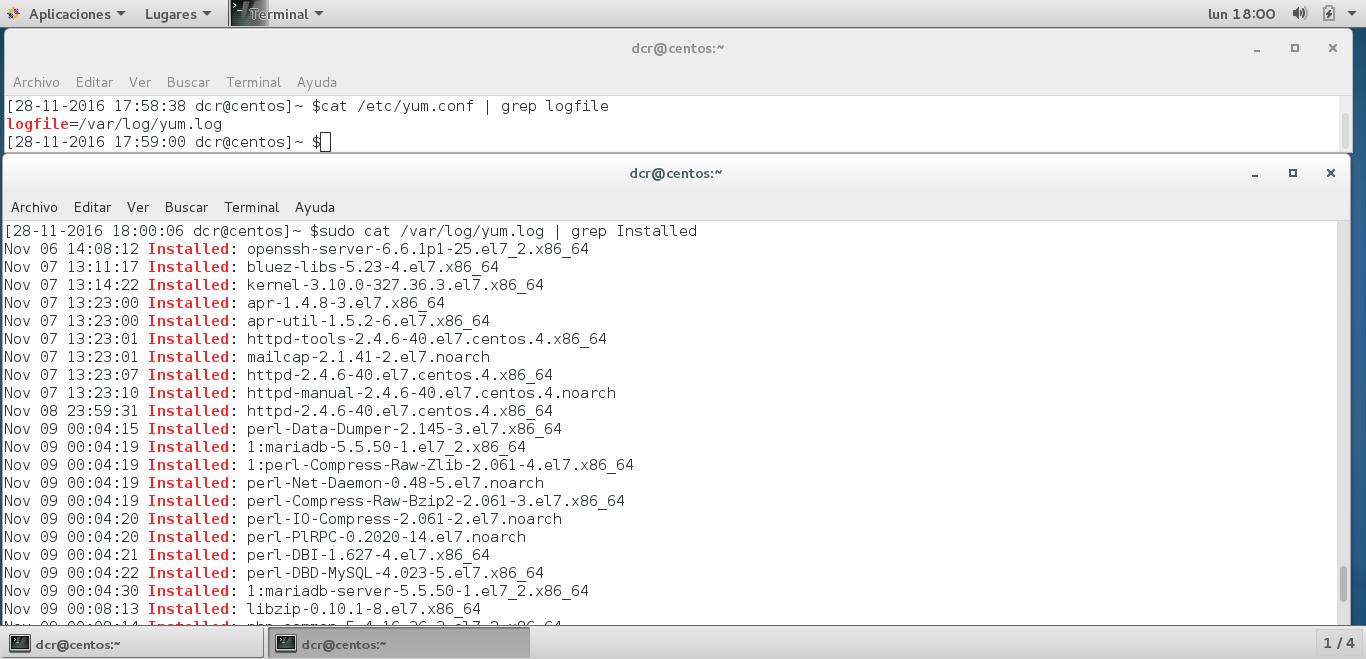 Aplicaciones Lugares Terminal lun 18:00
dcr@centos:~
Archivo Editar Ver Buscar Terminal Ayuda
[28-11-2016 17:58:38 dcr@centos]~ $cat /etc/yum.conf | grep logfile
logfile=/var/log/yum.log
[28-11-2016 17:59:00 dcr@centos]~ $
dcr@centos:~
Archivo Editar Ver Buscar Terminal Ayuda
[28-11-2016 18:00:06 dcr@centos]~ $sudo cat /var/log/yum.log | grep Installed
Nov 06 14:08:12 Installed: openssh-server-6.6.1p1-25.el7_2.x86_64
Nov 07 13:11:17 Installed: bluez-libs-5.23-4.el7.x86_64
Nov 07 13:14:22 Installed: kernel-3.10.0-327.36.3.el7.x86_64
Nov 07 13:23:00 Installed: apr-1.4.8-3.el7.x86_64
Nov 07 13:23:00 Installed: apr-util-1.5.2-6.el7.x86_64
Nov 07 13:23:01 Installed: httpd-tools-2.4.6-40.el7.centos.4.x86_64
Nov 07 13:23:01 Installed: mailcap-2.1.41-2.el7.noarch
Nov 07 13:23:07 Installed: httpd-2.4.6-40.el7.centos.4.x86_64
Nov 07 13:23:10 Installed: httpd-manual-2.4.6-40.el7.centos.4.noarch
Nov 08 23:59:31 Installed: httpd-2.4.6-40.el7.centos.4.x86_64
Nov 09 00:04:15 Installed: perl-Data-Dumper-2.145-3.el7.x86_64
Nov 09 00:04:19 Installed: 1:mariadb-5.5.50-1.el7_2.x86_64
Nov 09 00:04:19 Installed: 1:perl-Compress-Raw-Zlib-2.061-4.el7.x86_64
Nov 09 00:04:19 Installed: perl-Net-Daemon-0.48-5.el7.noarch
Nov 09 00:04:19 Installed: perl-Compress-Raw-Bzip2-2.061-3.el7.x86_64
Nov 09 00:04:20 Installed: perl-IO-Compress-2.061-2.el7.noarch
Nov 09 00:04:20 Installed: perl-PlRPC-0.2020-14.el7.noarch
Nov 09 00:04:21 Installed: perl-DBI-1.627-4.el7.x86_64
Nov 09 00:04:22 Installed: perl-DBD-MySQL-4.023-5.el7.x86_64
Nov 09 00:04:30 Installed: 1:mariadb-server-5.5.50-1.el7_2.x86_64
Nov 09 00:08:13 Installed: libzip-0.10.1-8.el7.x86_64
dcr@centos:~ dcr@centos:~ 1 / 4